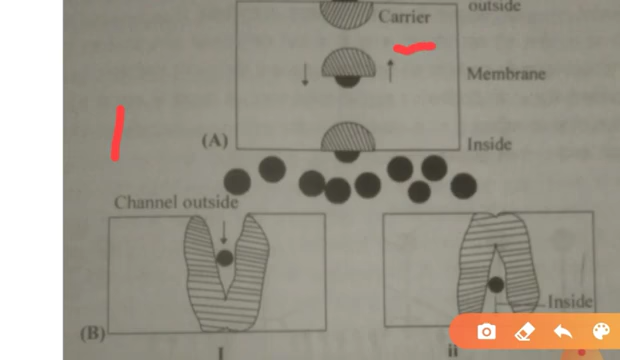 outside
Carrier
Membrane
(A)
Inside
Channel outside
Inside
(B)
I
ii